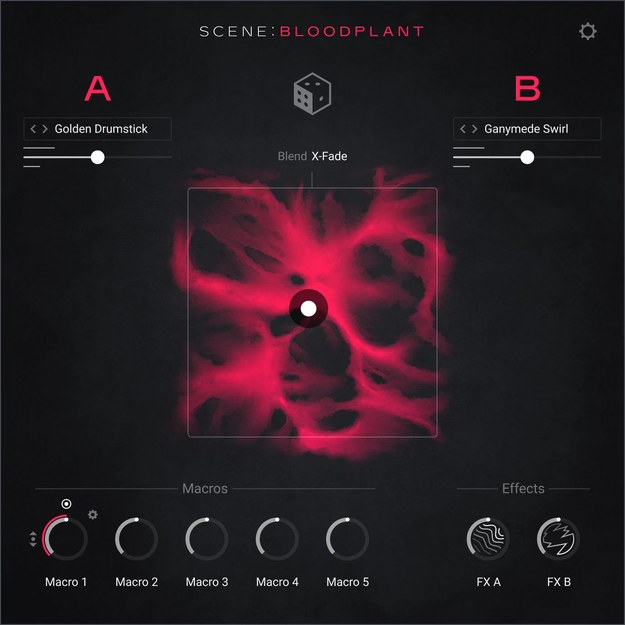 SCENE:BLOODPLANT
A
B
Golden Drumstick
Ganymede Swirl
Blend X-Fade
Macros
Effects
Macro 1
Macro 2
Macro 3
Macro 4
Macro 5
FX A
FX B